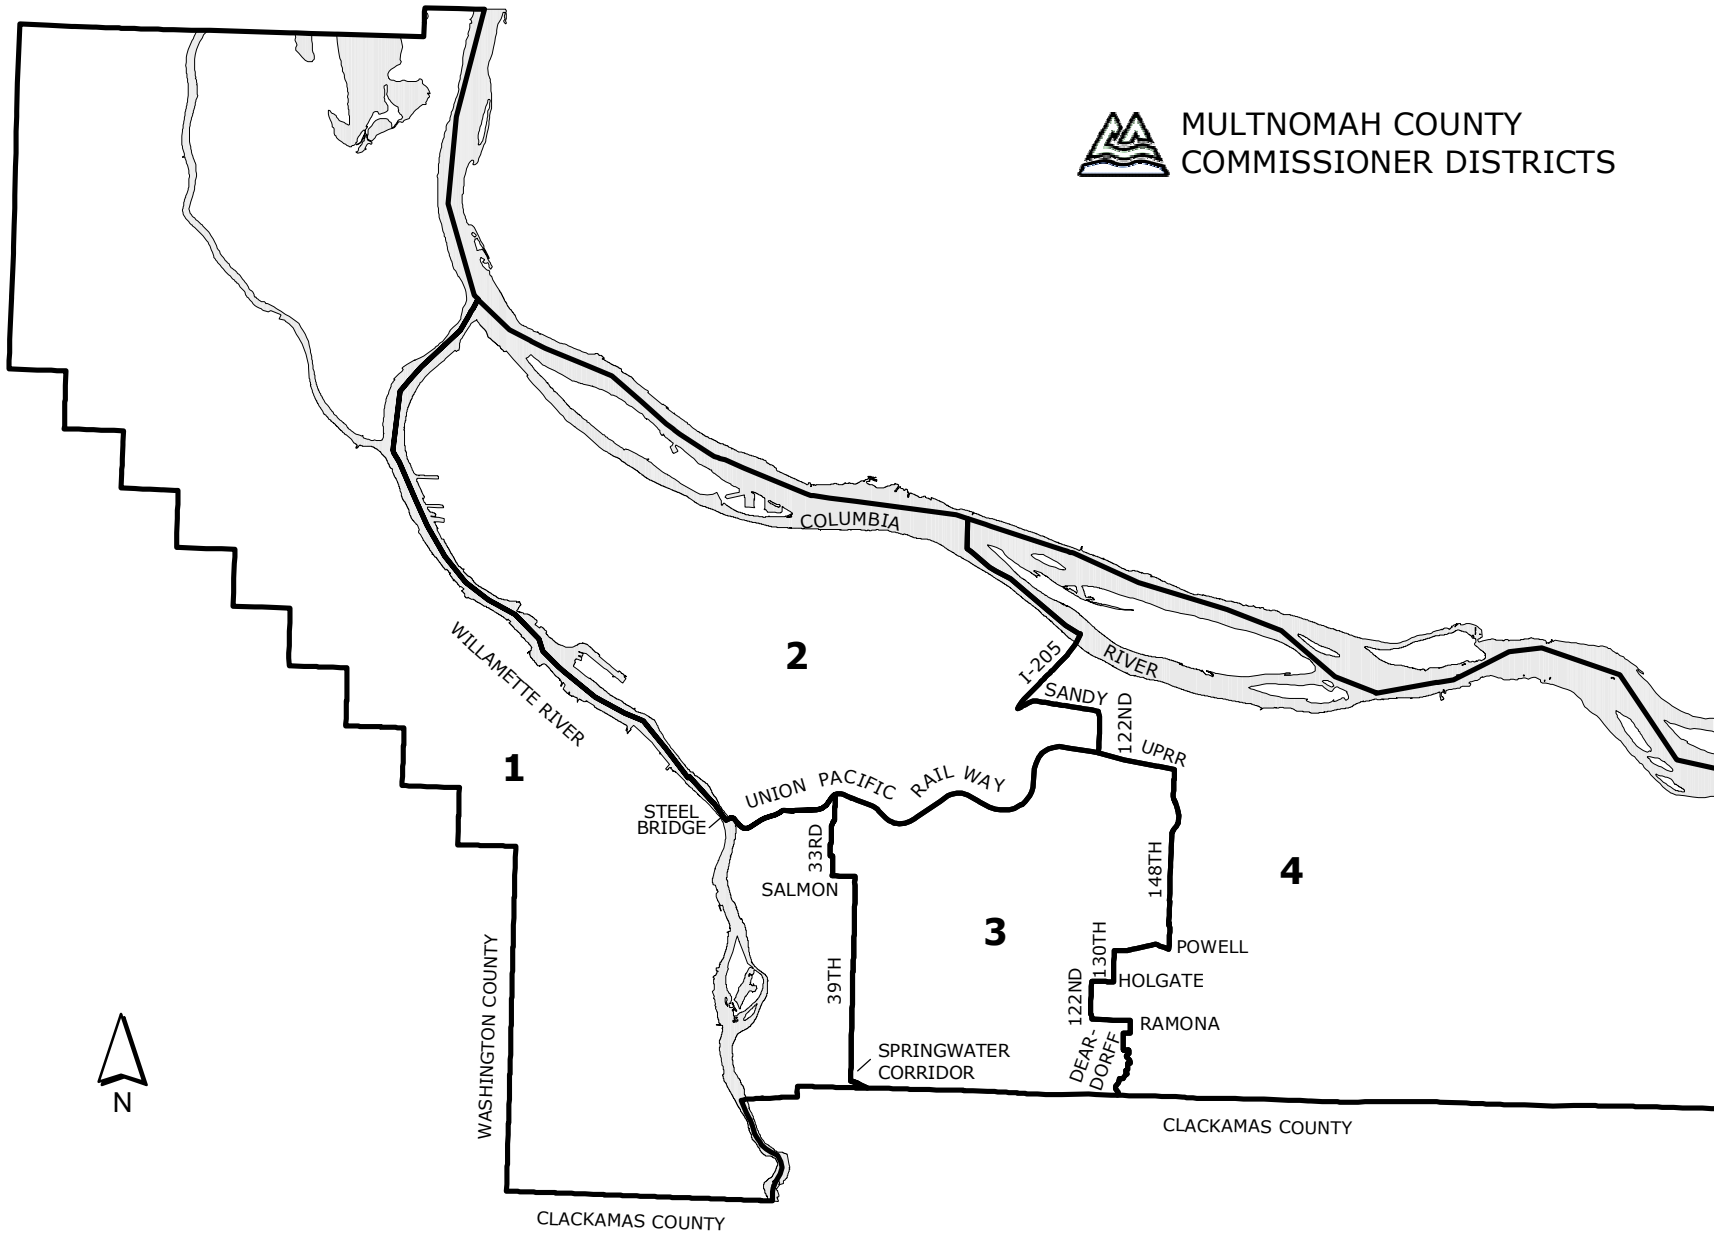 MULTNOMAH COUNTY
COMMISSIONER DISTRICTS
COLUMBIA
RIVER
WILLAMETTE RIVER
2
I-205
SANDY
122ND
UPRR
1
UNION PACIFIC RAIL WAY
STEEL
BRIDGE
33RD
SALMON
148TH
4
3
39TH
130TH
POWELL
HOLGATE
122ND
RAMONA
DEAR-
DORFF
SPRINGWATER
CORRIDOR
WASHINGTON COUNTY
N
CLACKAMAS COUNTY
CLACKAMAS COUNTY